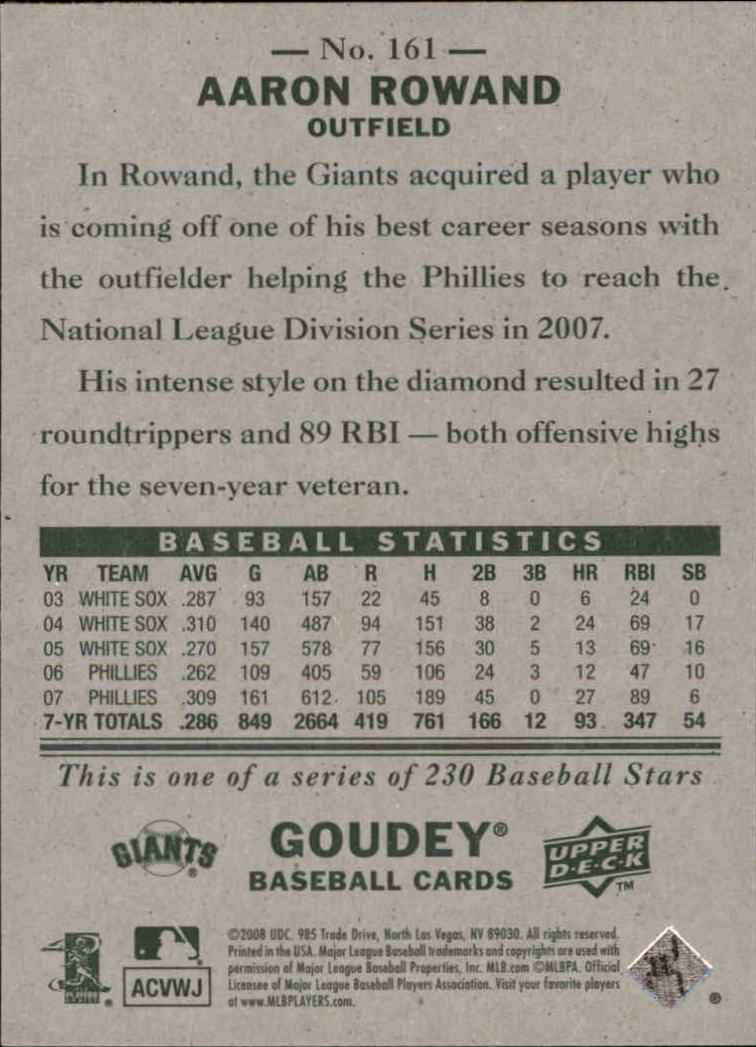 — No. 161 —
AARON ROWAND
OUTFIELD
In Rowand, the Giants acquired a player who
is coming off one of his best career seasons with
the outfielder helping the Phillies to reach the
National League Division Series in 2007.
His intense style on the diamond resulted in 27
roundtrippers and 89 RBI — both offensive highs
for the seven-year veteran.
BASEBALL STATISTICS
YR TEAM AVG G AB R H 2B 3B HR RBI SB
03 WHITE SOX .287 93 157 22 45 8 0 6 24 0
04 WHITE SOX .310 140 487 94 151 38 2 24 69 17
05 WHITE SOX .270 157 578 77 156 30 5 13 69 16
06 PHILLIES .262 109 405 59 106 24 3 12 47 10
07 PHILLIES .309 161 612 105 189 45 0 27 89 6
7-YR TOTALS .286 849 2664 419 761 166 12 93 347 54
This is one of a series of 230 Baseball Stars
GIANTS ®
GOUDEY®
BASEBALL CARDS
UPPER
D·E·C·K
TM
ACVWJ
©2008 UDC. 985 Trade Drive, North Las Vegas, NV 89030. All rights reserved.
Printed in the USA. Major League Baseball trademarks and copyrights are used with
permission of Major League Baseball Properties, Inc. MLB.com ©MLBPA. Official
Licensee of Major League Baseball Players Association. Visit your favorite players
at www.MLBPLAYERS.com.